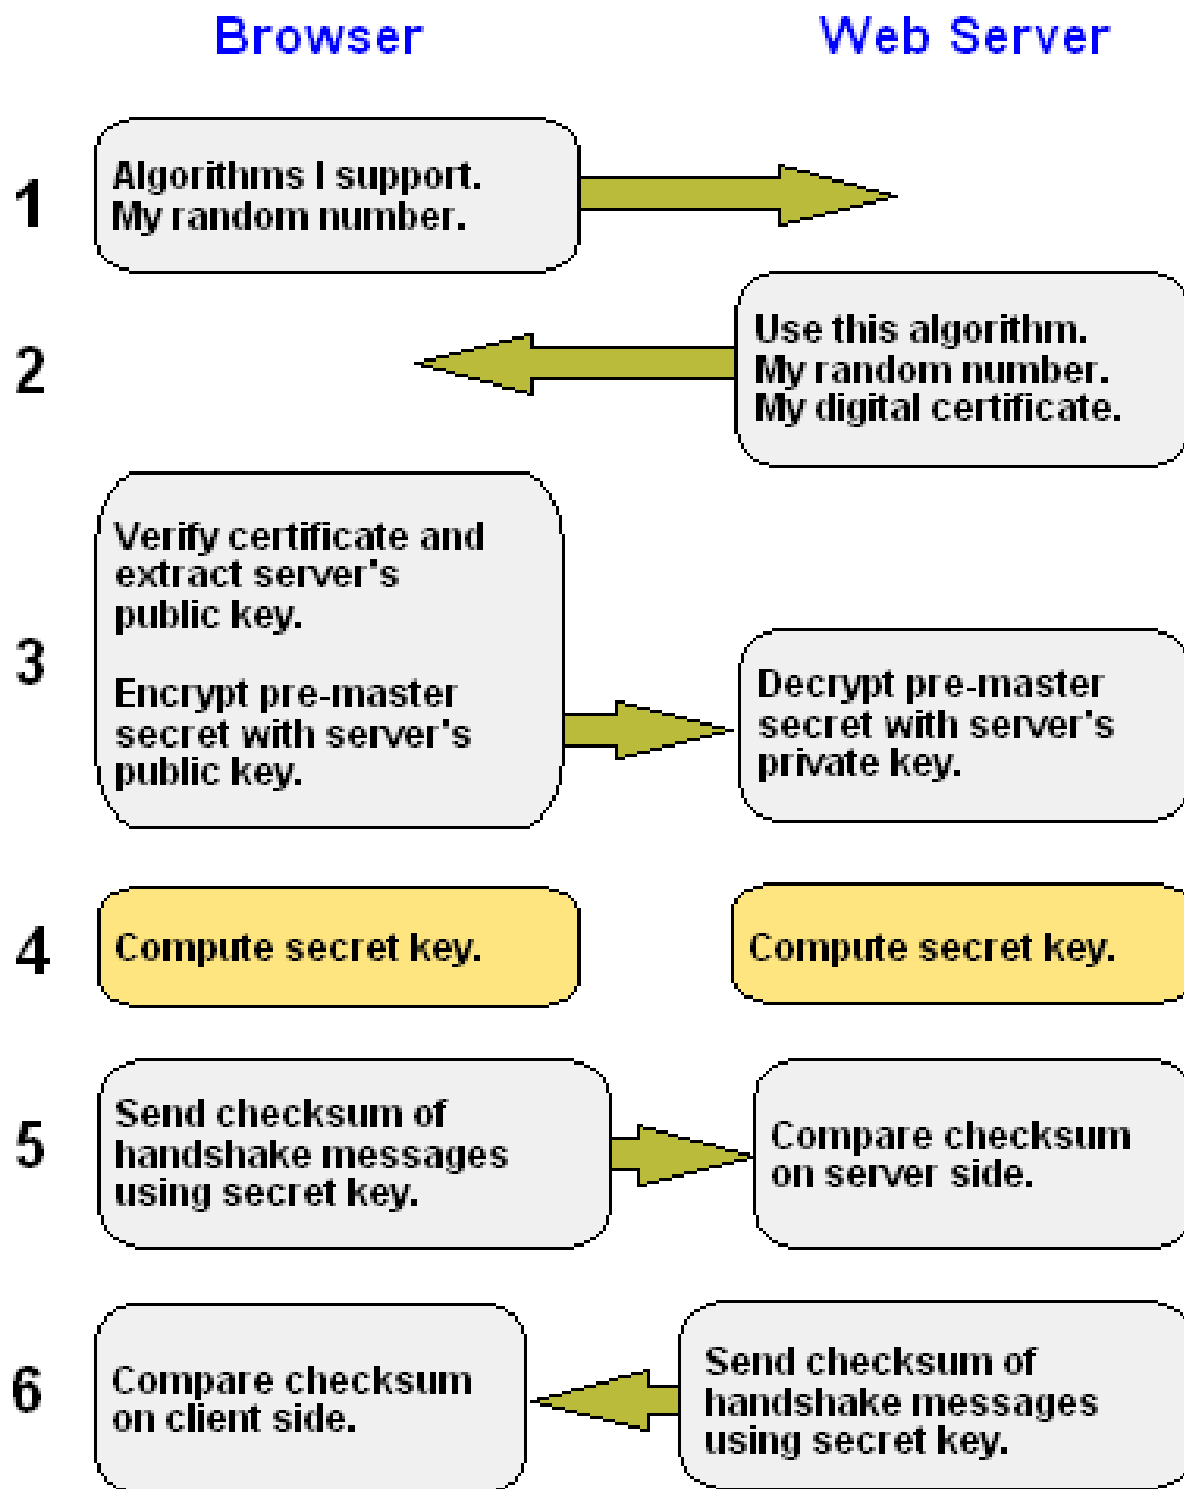 Browser
Web Server
1
Algorithms I support.
My random number.
2
Use this algorithm.
My random number.
My digital certificate.
3
Verify certificate and
extract server's
public key.
Encrypt pre-master
secret with server's
public key.
Decrypt pre-master
secret with server's
private key.
4
Compute secret key.
Compute secret key.
5
Send checksum of
handshake messages
using secret key.
Compare checksum
on server side.
6
Compare checksum
on client side.
Send checksum of
handshake messages
using secret key.